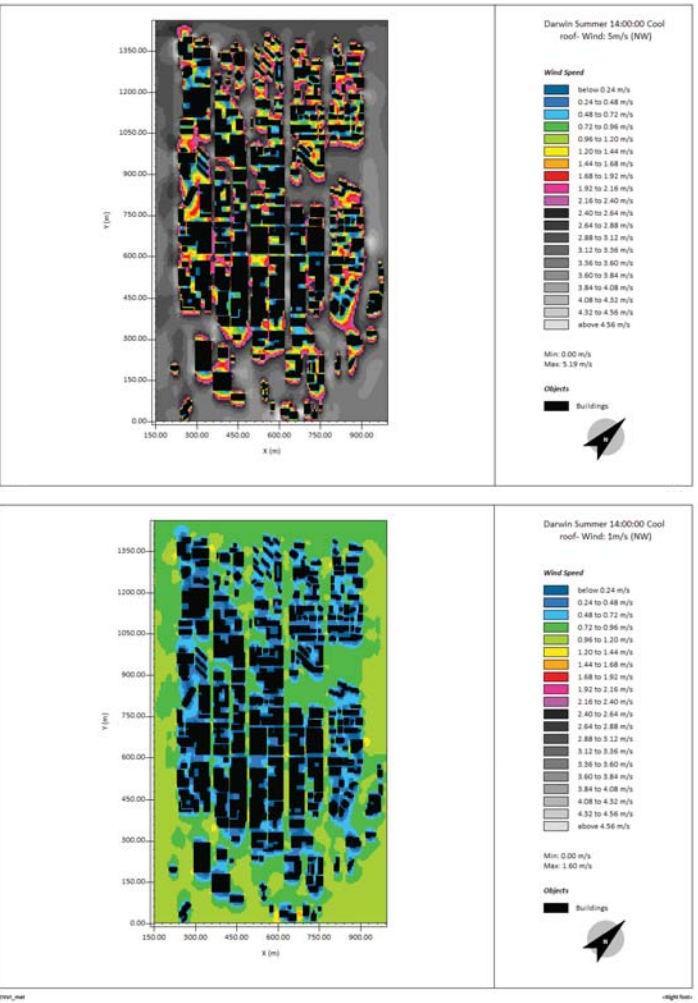 Darwin Summer 14:00:00 Cool
roof- Wind: 5m/s (NW)
Wind Speed
below 0.24 m/s
0.24 to 0.48 m/s
0.48 to 0.72 m/s
0.72 to 0.96 m/s
0.96 to 1.20 m/s
1.20 to 1.44 m/s
1.44 to 1.68 m/s
1.68 to 1.92 m/s
1.92 to 2.16 m/s
2.16 to 2.40 m/s
2.40 to 2.64 m/s
2.64 to 2.88 m/s
2.88 to 3.12 m/s
3.12 to 3.36 m/s
3.36 to 3.60 m/s
3.60 to 3.84 m/s
3.84 to 4.08 m/s
4.08 to 4.32 m/s
4.32 to 4.56 m/s
above 4.56 m/s
Min: 0.00 m/s
Max: 5.19 m/s
Objects
Buildings
N
1350.00
1200.00
1050.00
900.00
750.00
600.00
450.00
300.00
150.00
0.00
Y (m)
150.00 300.00 450.00 600.00 750.00 900.00
X (m)
Darwin Summer 14:00:00 Cool
roof- Wind: 1m/s (NW)
Wind Speed
below 0.24 m/s
0.24 to 0.48 m/s
0.48 to 0.72 m/s
0.72 to 0.96 m/s
0.96 to 1.20 m/s
1.20 to 1.44 m/s
1.44 to 1.68 m/s
1.68 to 1.92 m/s
1.92 to 2.16 m/s
2.16 to 2.40 m/s
2.40 to 2.64 m/s
2.64 to 2.88 m/s
2.88 to 3.12 m/s
3.12 to 3.36 m/s
3.36 to 3.60 m/s
3.60 to 3.84 m/s
3.84 to 4.08 m/s
4.08 to 4.32 m/s
4.32 to 4.56 m/s
above 4.56 m/s
Min: 0.00 m/s
Max: 1.60 m/s
Objects
Buildings
N
1350.00
1200.00
1050.00
900.00
750.00
600.00
450.00
300.00
150.00
0.00
Y (m)
150.00 300.00 450.00 600.00 750.00 900.00
X (m)
<Right Foot>